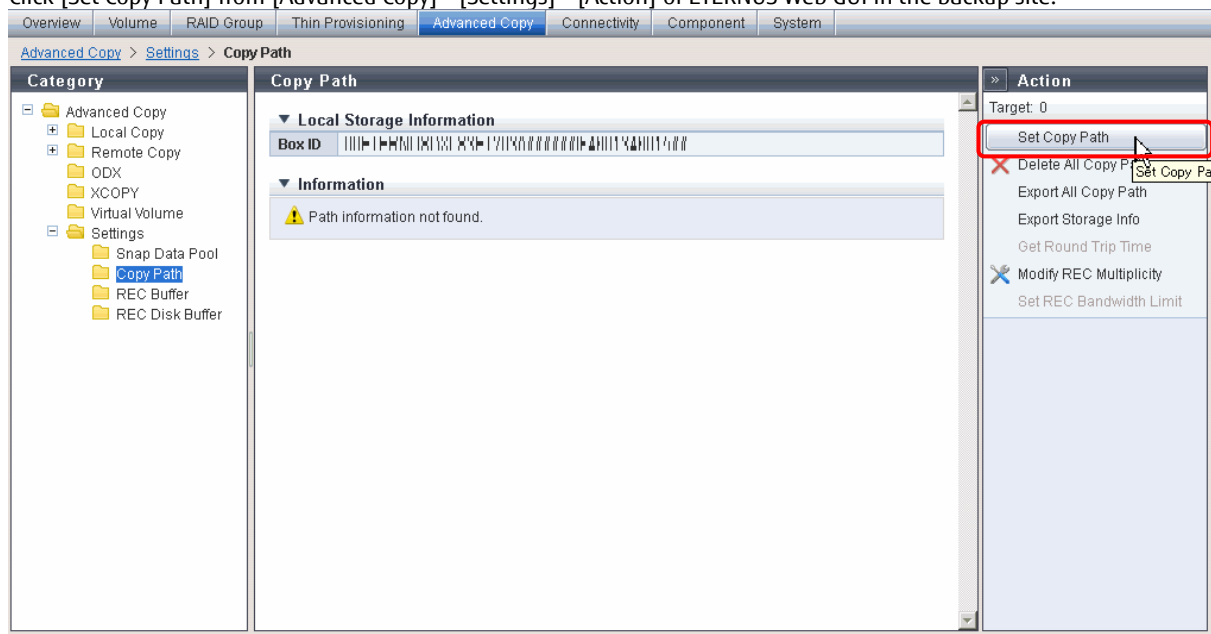 Click [Set Copy Path] from [Advanced Copy] - [Settings] - [Action] of ETERNUS Web GUI in the backup site.
Overview Volume RAID Group Thin Provisioning Advanced Copy Connectivity Component System
Advanced Copy > Settings > Copy Path
Category
Advanced Copy
Local Copy
Remote Copy
ODX
XCOPY
Virtual Volume
Settings
Snap Data Pool
Copy Path
REC Buffer
REC Disk Buffer
Copy Path
Local Storage Information
Box ID
Information
Path information not found.
» Action
Target: 0
Set Copy Path
Delete All Copy P
Set Copy Pa
Export All Copy Path
Export Storage Info
Get Round Trip Time
Modify REC Multiplicity
Set REC Bandwidth Limit